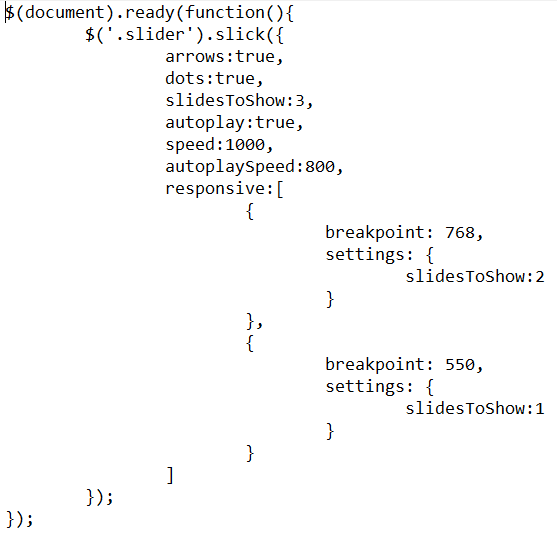 $(document).ready(function(){
	$('.slider').slick({
		arrows:true,
		dots:true,
		slidesToShow:3,
		autoplay:true,
		speed:1000,
		autoplaySpeed:800,
		responsive:[
			{
				breakpoint: 768,
				settings: {
					slidesToShow:2
				}
			},
			{
				breakpoint: 550,
				settings: {
					slidesToShow:1
				}
			}
		]
	});
});